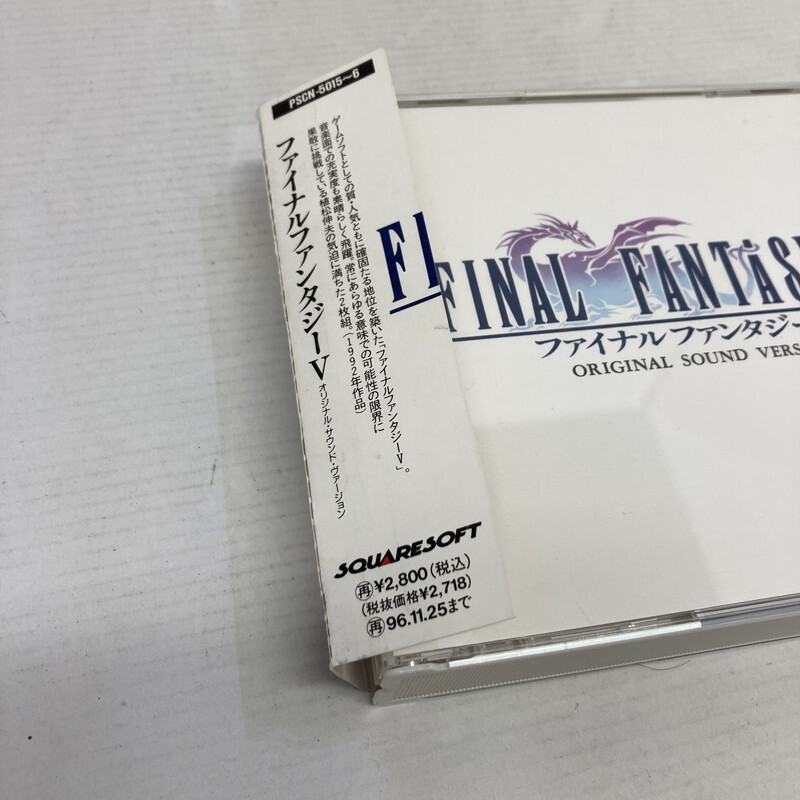 PSCN-5015〜6
ゲームソフトとしての質・人気ともに確固たる地位を築いた「ファイナルファンタジーV」。
音楽面での充実度も素晴らしく飛躍。常にあらゆる意味での可能性の限界に
果敢に挑戦している植松伸夫の気迫に満ちた2枚組。(1992年作品)
ファイナルファンタジーV オリジナル・サウンド・ヴァージョン
SQUARESOFT
再¥2,800(税込)
(税抜価格¥2,718)
再96.11.25まで
FI
FINAL FANTAS
ファイナルファンタジー
ORIGINAL SOUND VERS